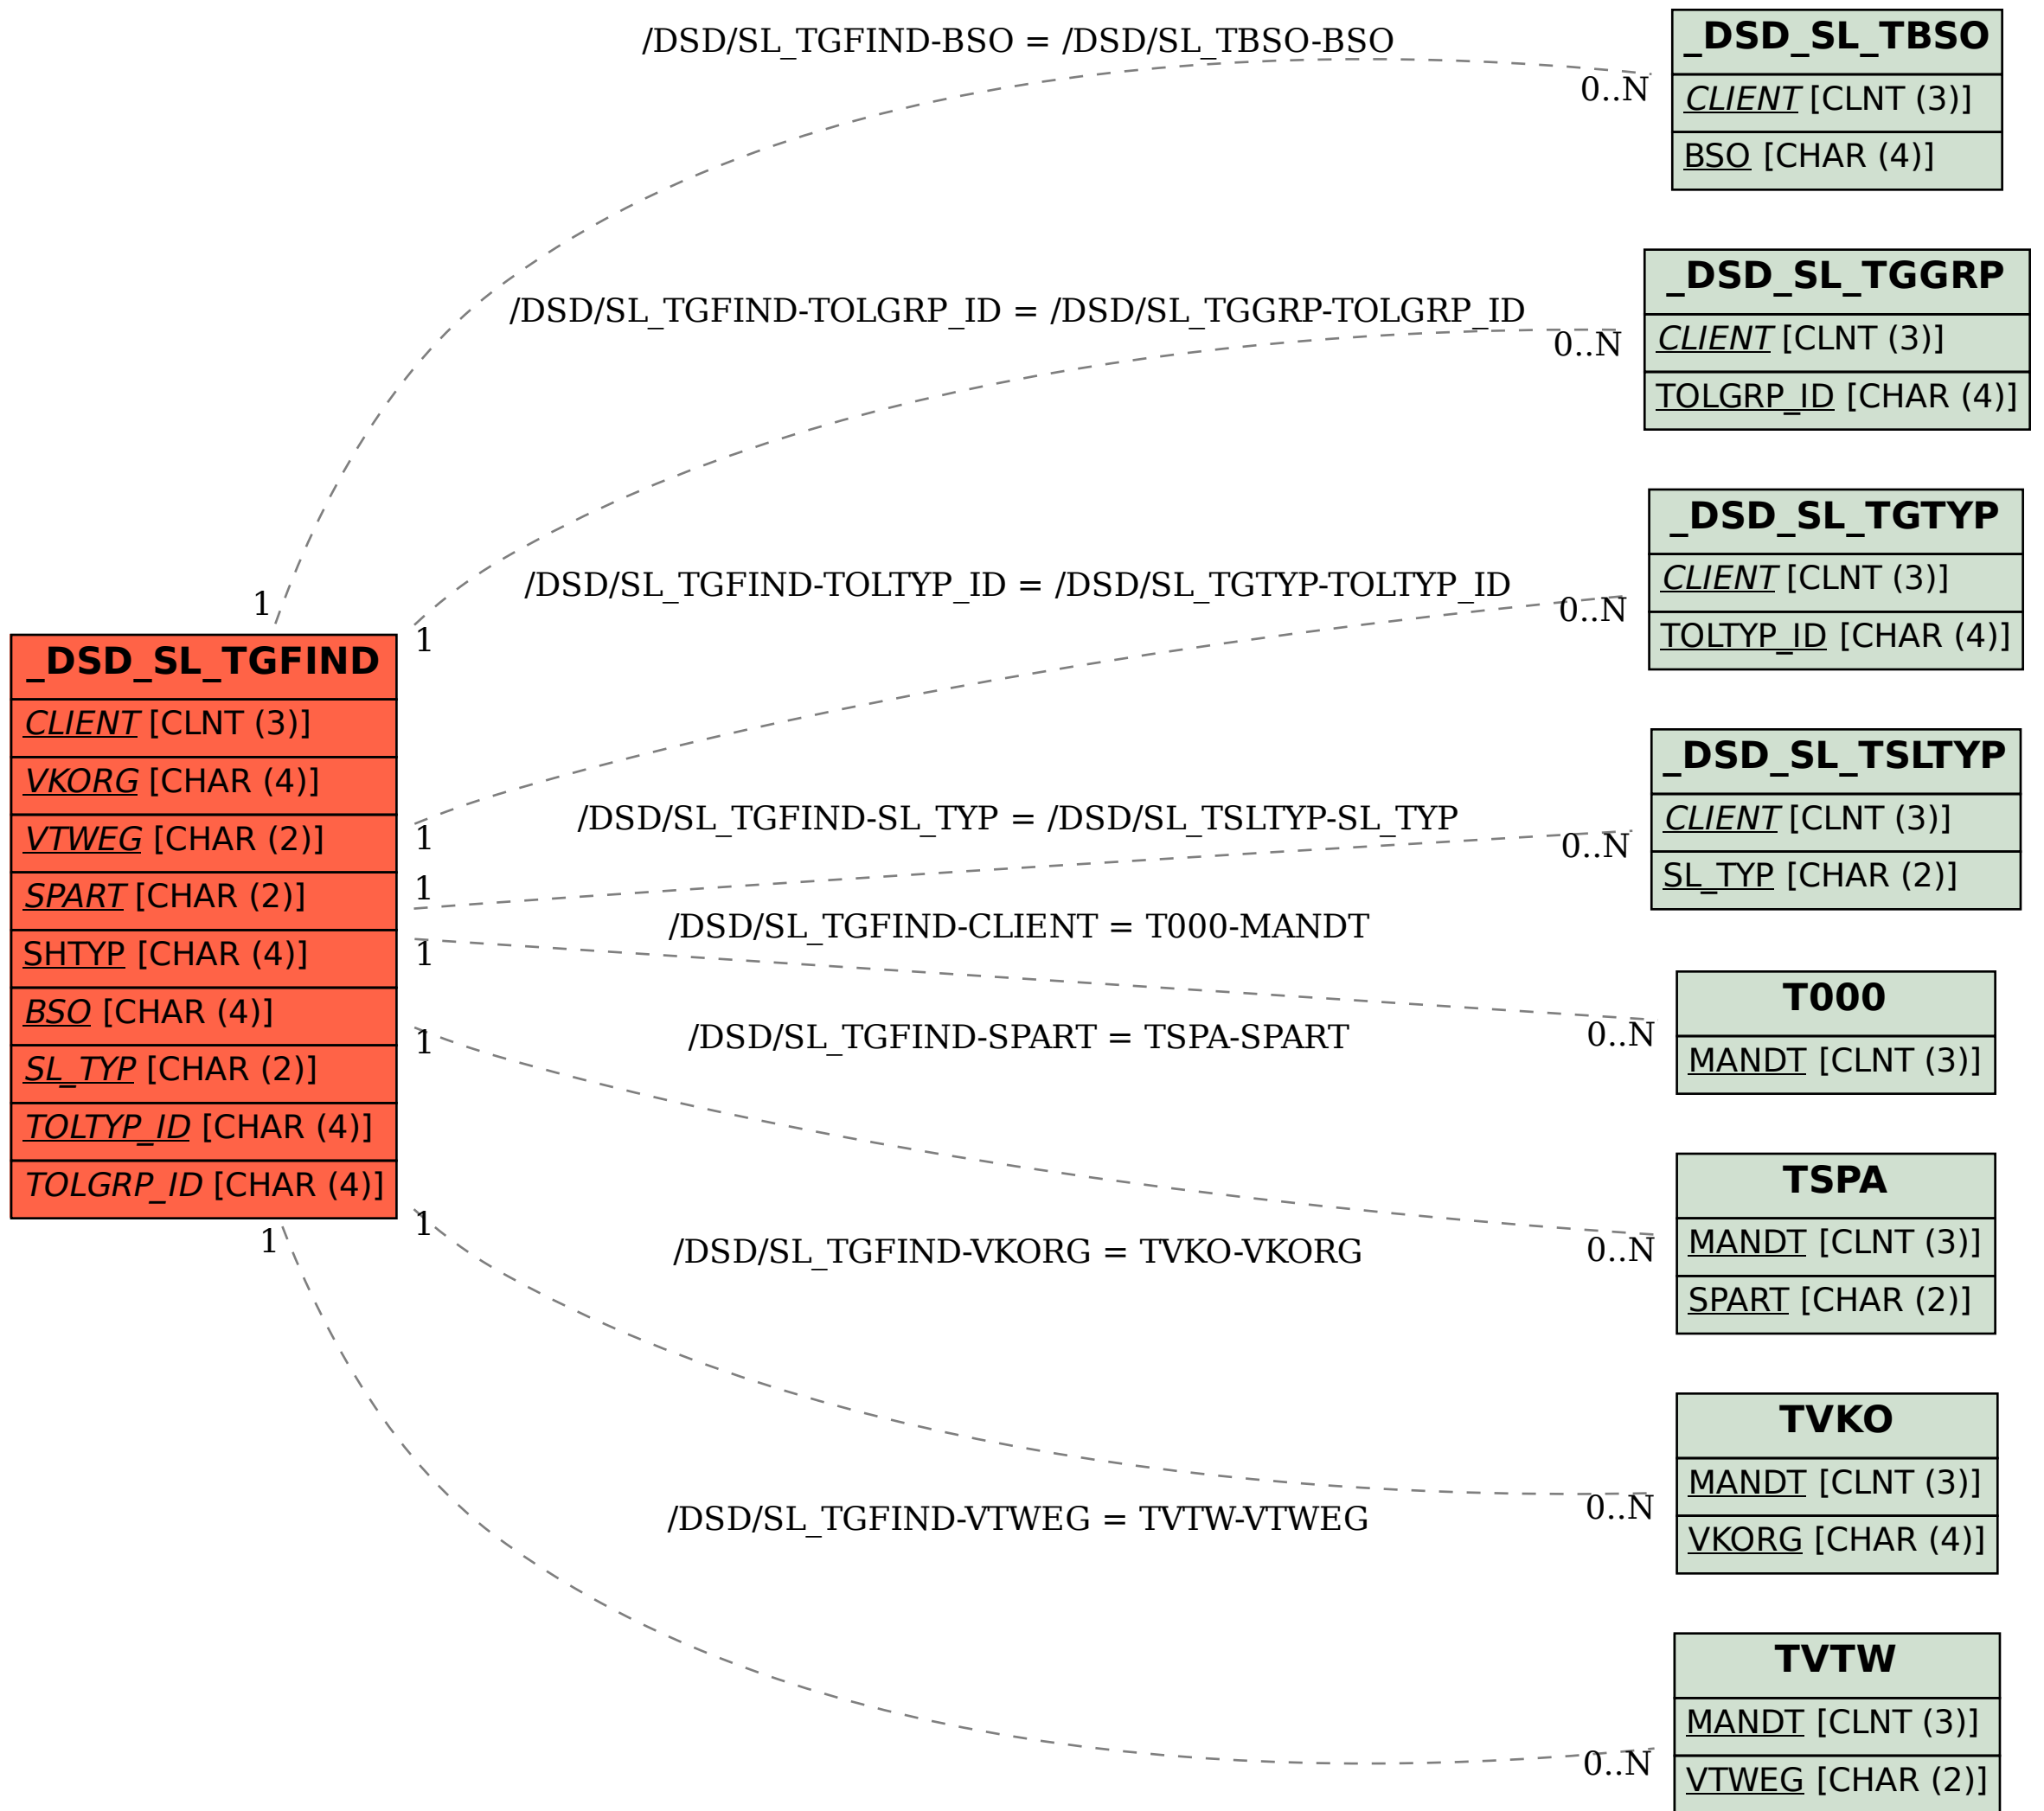 /DSD/SL_TGFIND-BSO = /DSD/SL_TBSO-BSO
1
0..N
_DSD_SL_TBSO
CLIENT [CLNT (3)]
BSO [CHAR (4)]
/DSD/SL_TGFIND-TOLGRP_ID = /DSD/SL_TGGRP-TOLGRP_ID
1
0..N
_DSD_SL_TGGRP
CLIENT [CLNT (3)]
TOLGRP_ID [CHAR (4)]
/DSD/SL_TGFIND-TOLTYP_ID = /DSD/SL_TGTYP-TOLTYP_ID
1
0..N
_DSD_SL_TGTYP
CLIENT [CLNT (3)]
TOLTYP_ID [CHAR (4)]
_DSD_SL_TGFIND
CLIENT [CLNT (3)]
VKORG [CHAR (4)]
VTWEG [CHAR (2)]
SPART [CHAR (2)]
SHTYP [CHAR (4)]
BSO [CHAR (4)]
SL_TYP [CHAR (2)]
TOLTYP_ID [CHAR (4)]
TOLGRP_ID [CHAR (4)]
/DSD/SL_TGFIND-SL_TYP = /DSD/SL_TSLTYP-SL_TYP
1
0..N
_DSD_SL_TSLTYP
CLIENT [CLNT (3)]
SL_TYP [CHAR (2)]
/DSD/SL_TGFIND-CLIENT = T000-MANDT
1
0..N
T000
MANDT [CLNT (3)]
/DSD/SL_TGFIND-SPART = TSPA-SPART
1
0..N
TSPA
MANDT [CLNT (3)]
SPART [CHAR (2)]
/DSD/SL_TGFIND-VKORG = TVKO-VKORG
1
0..N
TVKO
MANDT [CLNT (3)]
VKORG [CHAR (4)]
/DSD/SL_TGFIND-VTWEG = TVTW-VTWEG
1
0..N
TVTW
MANDT [CLNT (3)]
VTWEG [CHAR (2)]